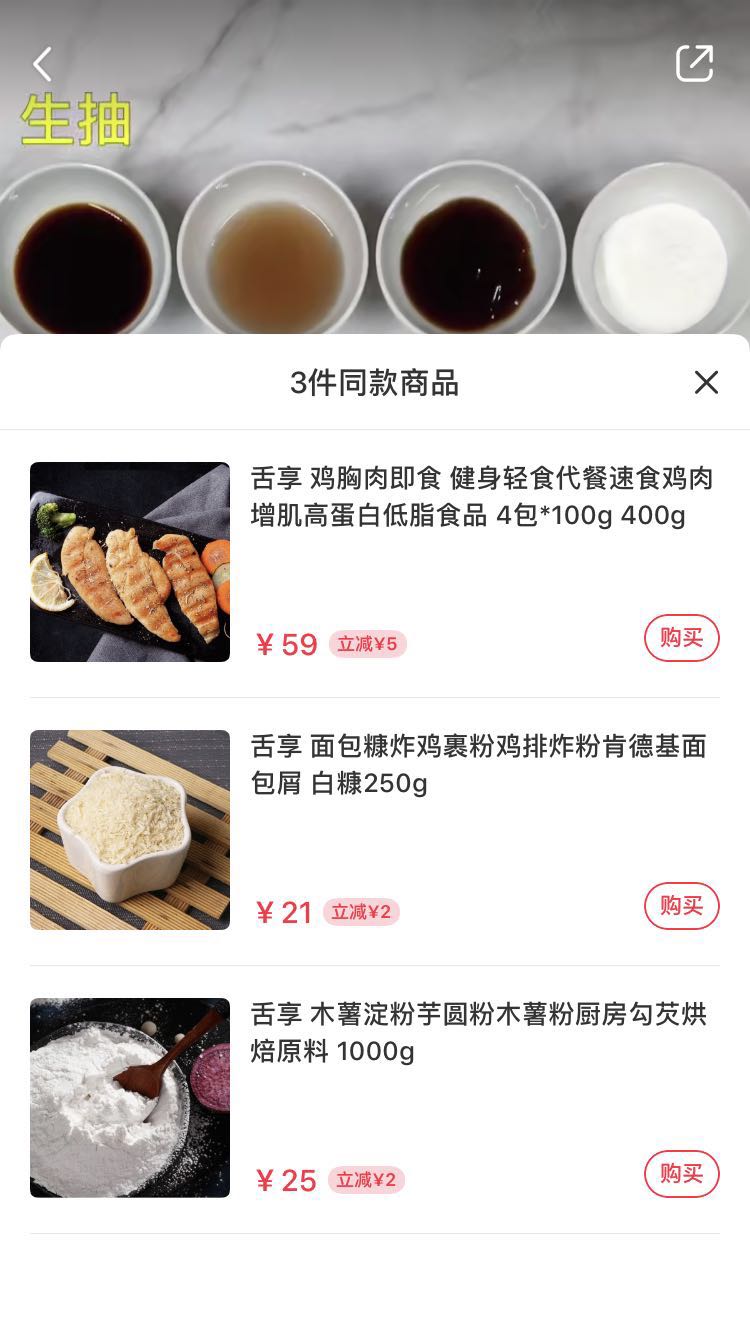 生抽
3件同款商品
舌享 鸡胸肉即食 健身轻食代餐速食鸡肉
增肌高蛋白低脂食品 4包*100g 400g
¥ 59 立减¥5 购买
舌享 面包糠炸鸡裹粉鸡排炸粉肯德基面
包屑 白糠250g
¥ 21 立减¥2 购买
舌享 木薯淀粉芋圆粉木薯粉厨房勾芡烘
焙原料 1000g
¥ 25 立减¥2 购买